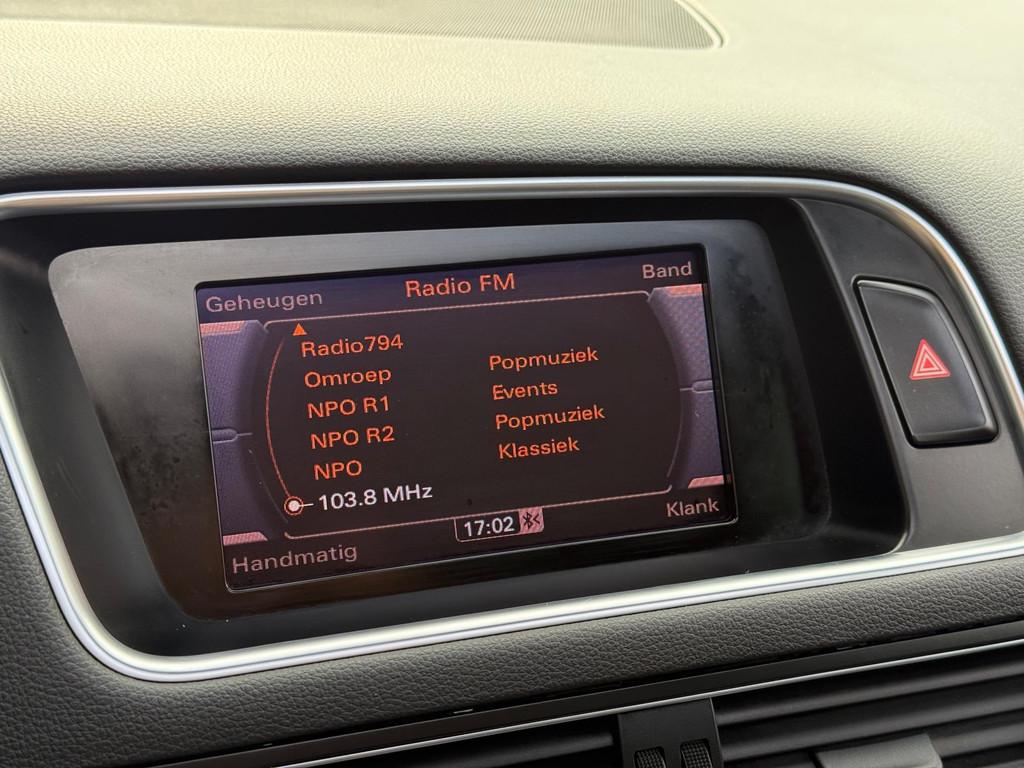 Geheugen Radio FM Band
Radio794
Omroep Popmuziek
NPO R1 Events
NPO R2 Popmuziek
NPO Klassiek
103.8 MHz
17:02
Handmatig Klank